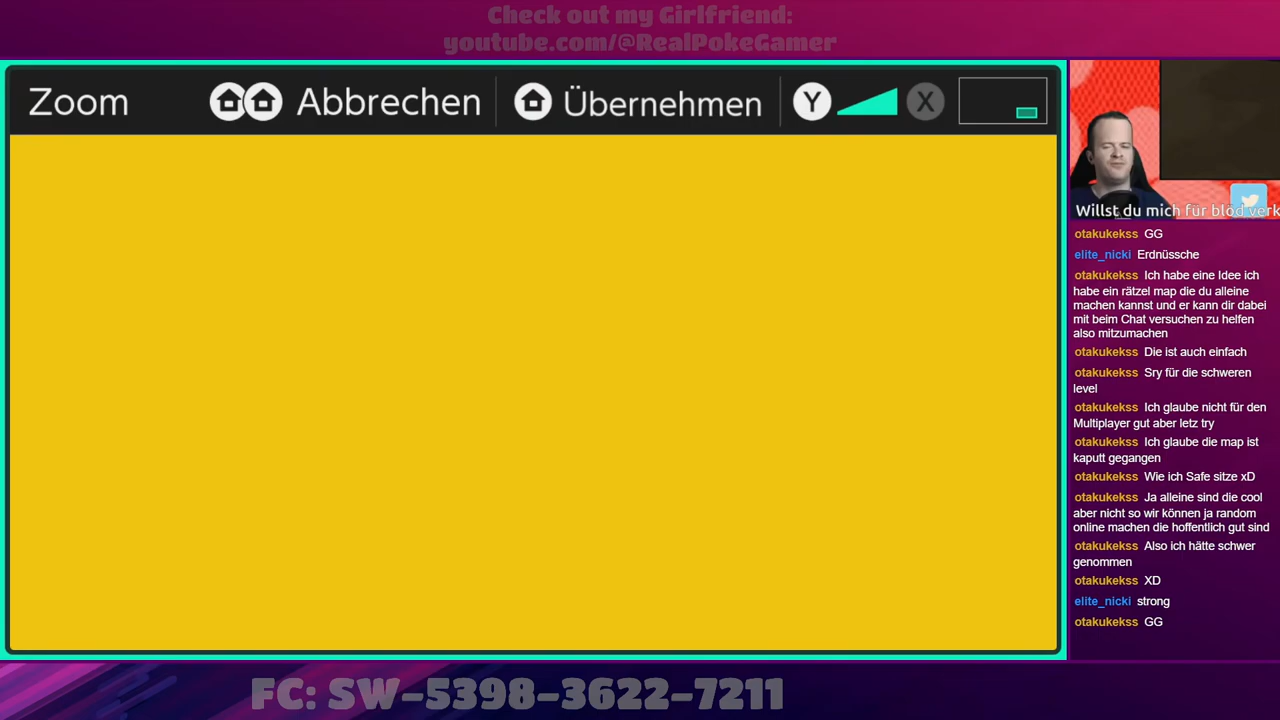 Check out my Girlfriend:
youtube.com/@RealPokeGamer
Zoom
Abbrechen
Übernehmen
Y
X
Willst du mich für blöd verk
otakukekss GG
elite_nicki Erdnüssche
otakukekss Ich habe eine Idee ich
habe ein rätzel map die du alleine
machen kannst und er kann dir dabei
mit beim Chat versuchen zu helfen
also mitzumachen
otakukekss Die ist auch einfach
otakukekss Sry für die schweren
level
otakukekss Ich glaube nicht für den
Multiplayer gut aber letz try
otakukekss Ich glaube die map ist
kaputt gegangen
otakukekss Wie ich Safe sitze xD
otakukekss Ja alleine sind die cool
aber nicht so wir können ja random
online machen die hoffentlich gut sind
otakukekss Also ich hätte schwer
genommen
otakukekss XD
elite_nicki strong
otakukekss GG
FC: SW-5398-3622-7211